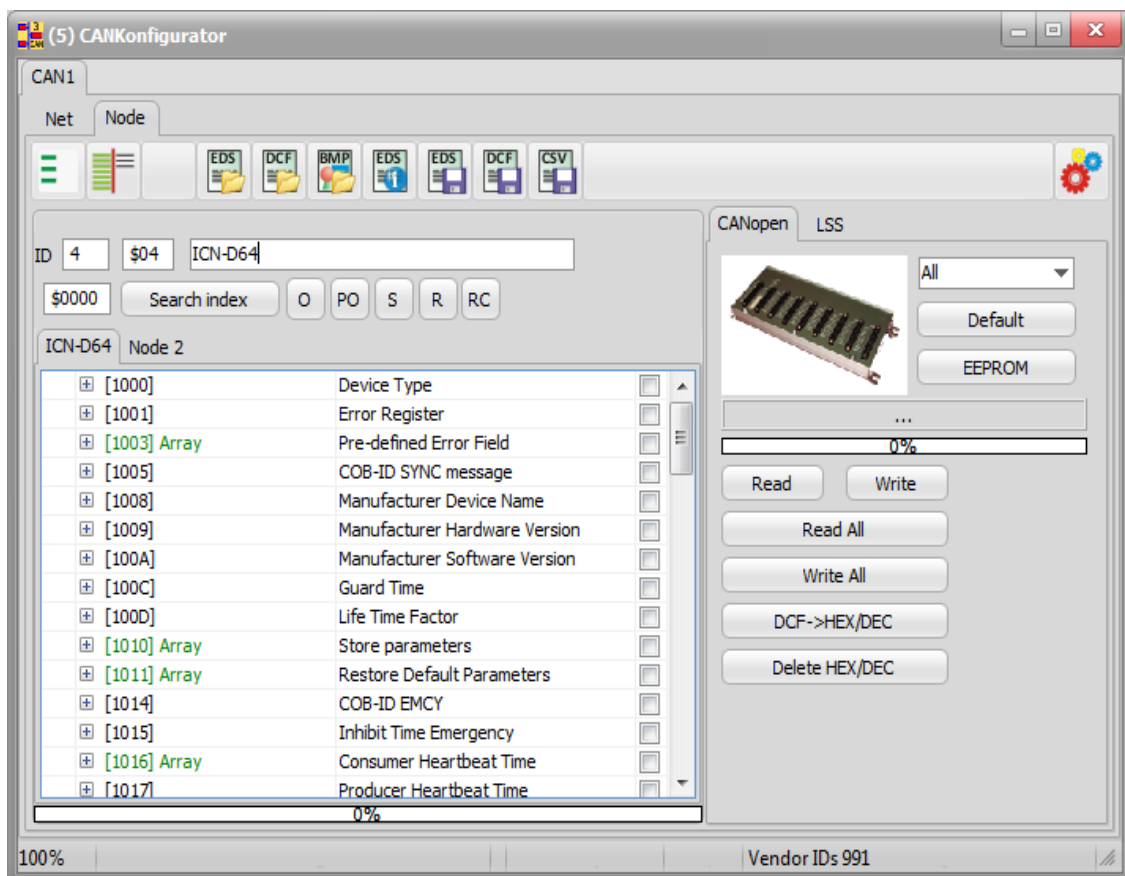 3
CAN
(5) CANKonfigurator
CAN1
Net Node
EDS DCF BMP EDS EDS DCF CSV
CANopen LSS
ID 4 $04 ICN-D64
All
$0000 Search index O PO S R RC
Default
ICN-D64 Node 2
EEPROM
[1000] Device Type
[1001] Error Register
...
[1003] Array Pre-defined Error Field
0%
[1005] COB-ID SYNC message
Read Write
[1008] Manufacturer Device Name
[1009] Manufacturer Hardware Version
Read All
[100A] Manufacturer Software Version
Write All
[100C] Guard Time
[100D] Life Time Factor
DCF->HEX/DEC
[1010] Array Store parameters
[1011] Array Restore Default Parameters
Delete HEX/DEC
[1014] COB-ID EMCY
[1015] Inhibit Time Emergency
[1016] Array Consumer Heartbeat Time
[1017] Producer Heartbeat Time
0%
100% Vendor IDs 991